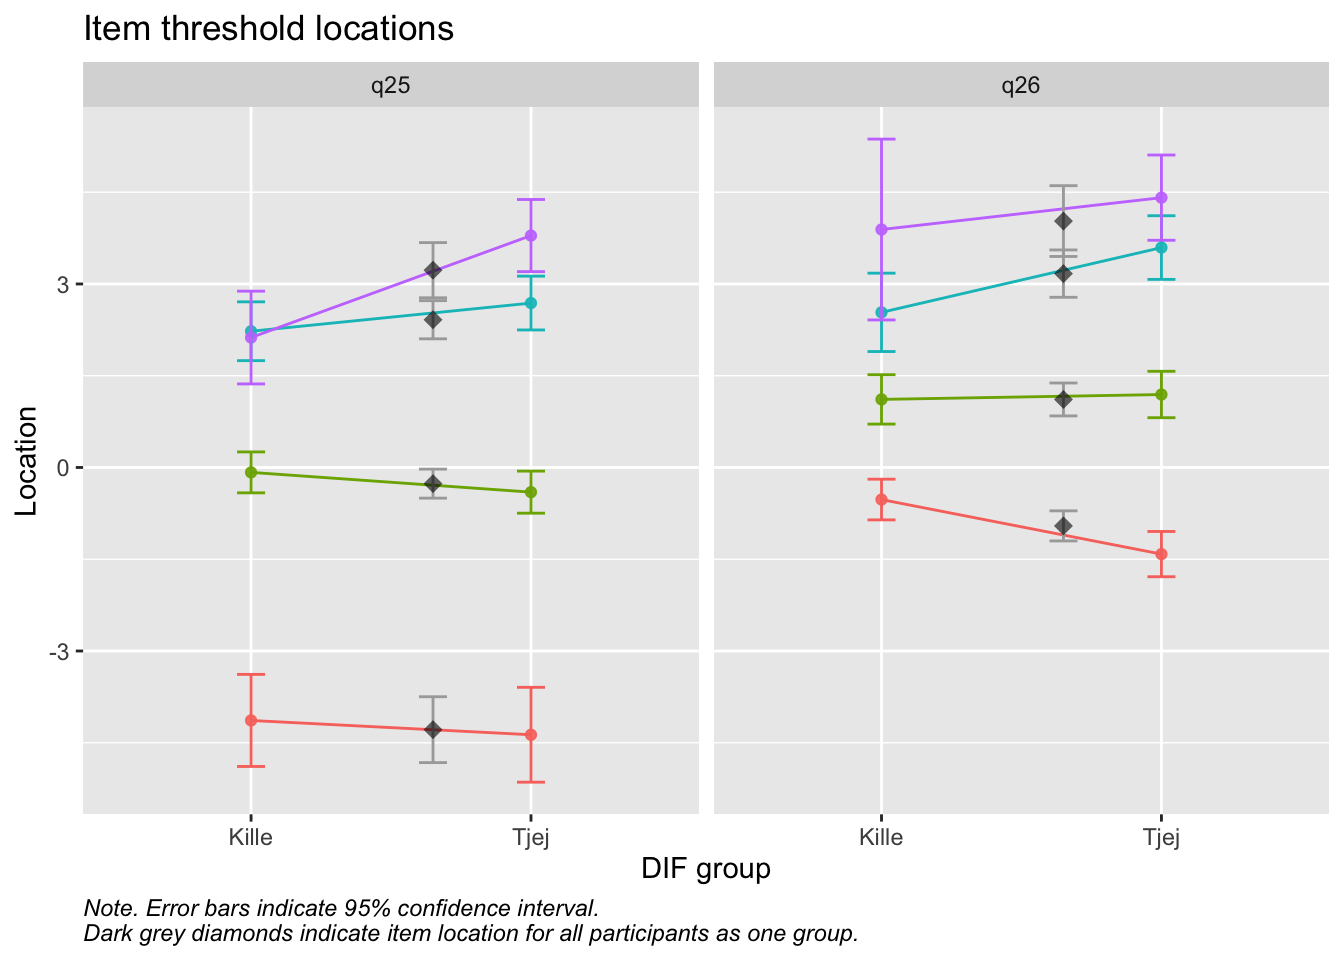 Item threshold locations
q25
q26
Location
3
0
-3
Kille
Tjej
Kille
Tjej
DIF group
Note. Error bars indicate 95% confidence interval.
Dark grey diamonds indicate item location for all participants as one group.